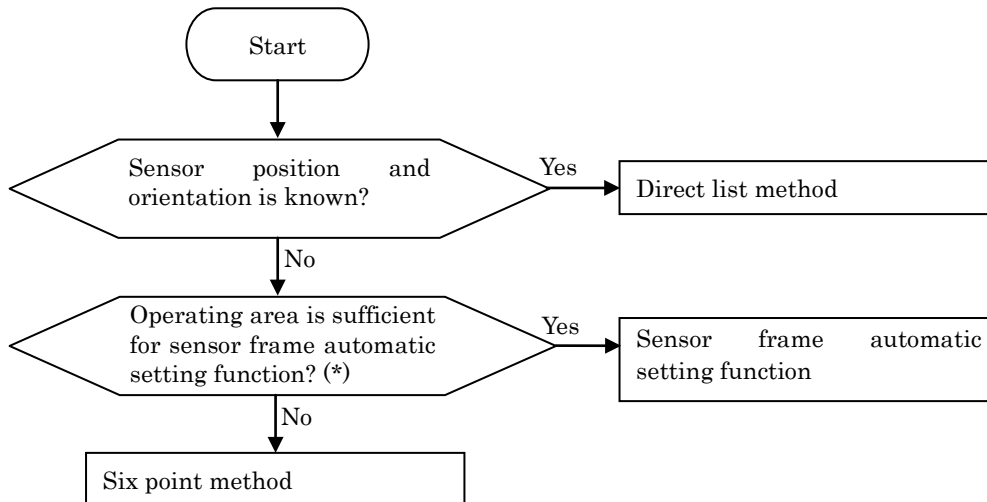 Start
Sensor position and
orientation is known?
Yes
Direct list method
No
Operating area is sufficient
for sensor frame automatic
setting function? (*)
Yes
Sensor frame automatic
setting function
No
Six point method